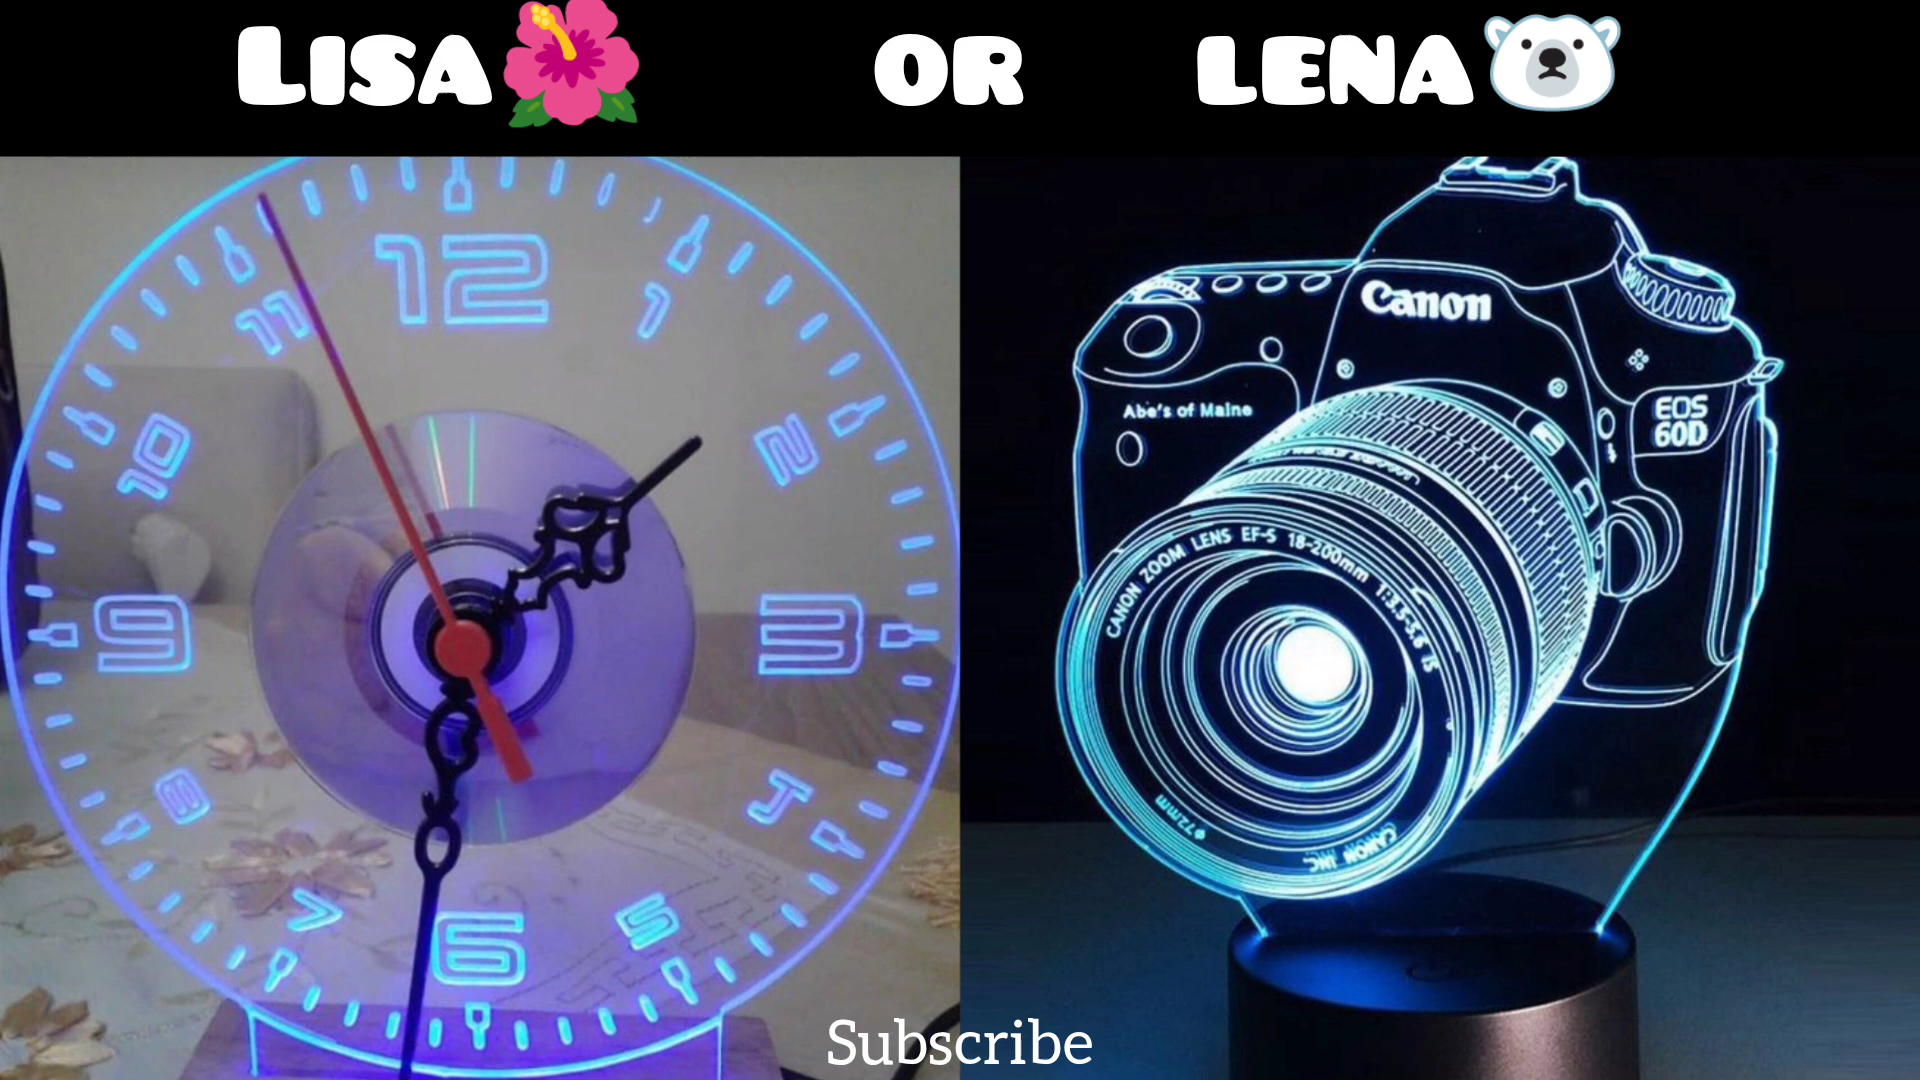 LISA OR LENA
12
11
1
10
2
9
3
8
7
6
5
Canon
Abe's of Maine
EOS
60D
CANON ZOOM LENS EF-S 18-200mm 1:3.5-5.6 IS
ø72mm
CANON INC.
Subscribe